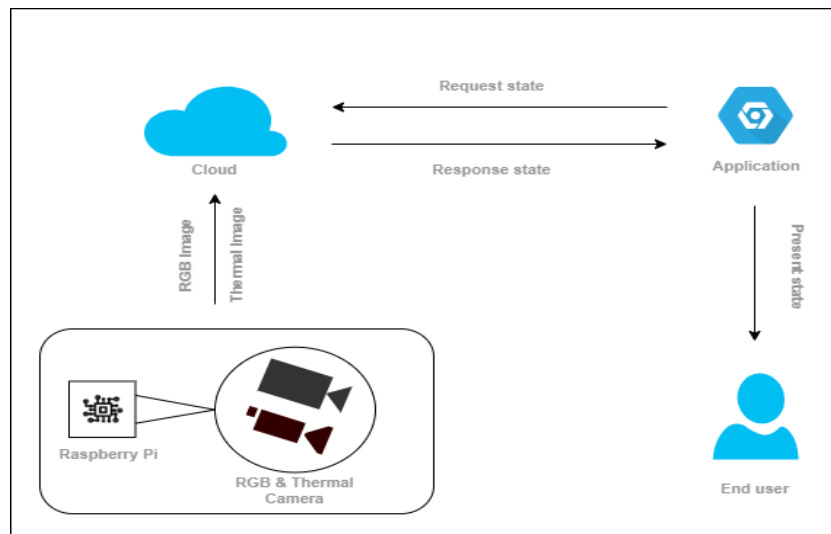 Request state
Cloud
Response state
Application
RGB Image
Thermal Image
Present state
Raspberry Pi
RGB & Thermal
Camera
End user